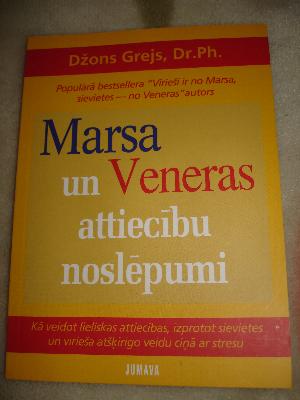 Džons Grejs, Dr.Ph.
Populārā bestsellera "Vīrieši ir no Marsa,
sievietes — no Veneras" autors
Marsa
un Veneras
attiecību
noslēpumi
Kā veidot lieliskas attiecības, izprotot sievietes
un vīrieša atšķirīgo veidu cīņā ar stresu
JUMAVA